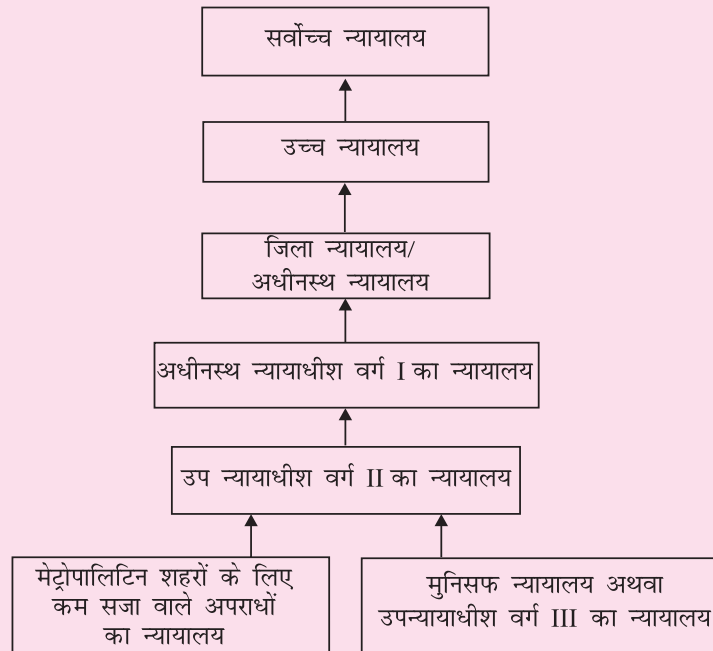 सर्वोच्च न्यायालय
उच्च न्यायालय
जिला न्यायालय/
अधीनस्थ न्यायालय
अधीनस्थ न्यायाधीश वर्ग I का न्यायालय
उप न्यायाधीश वर्ग II का न्यायालय
मेट्रोपालिटिन शहरों के लिए
कम सजा वाले अपराधों
का न्यायालय
मुनिसफ न्यायालय अथवा
उपन्यायाधीश वर्ग III का न्यायालय